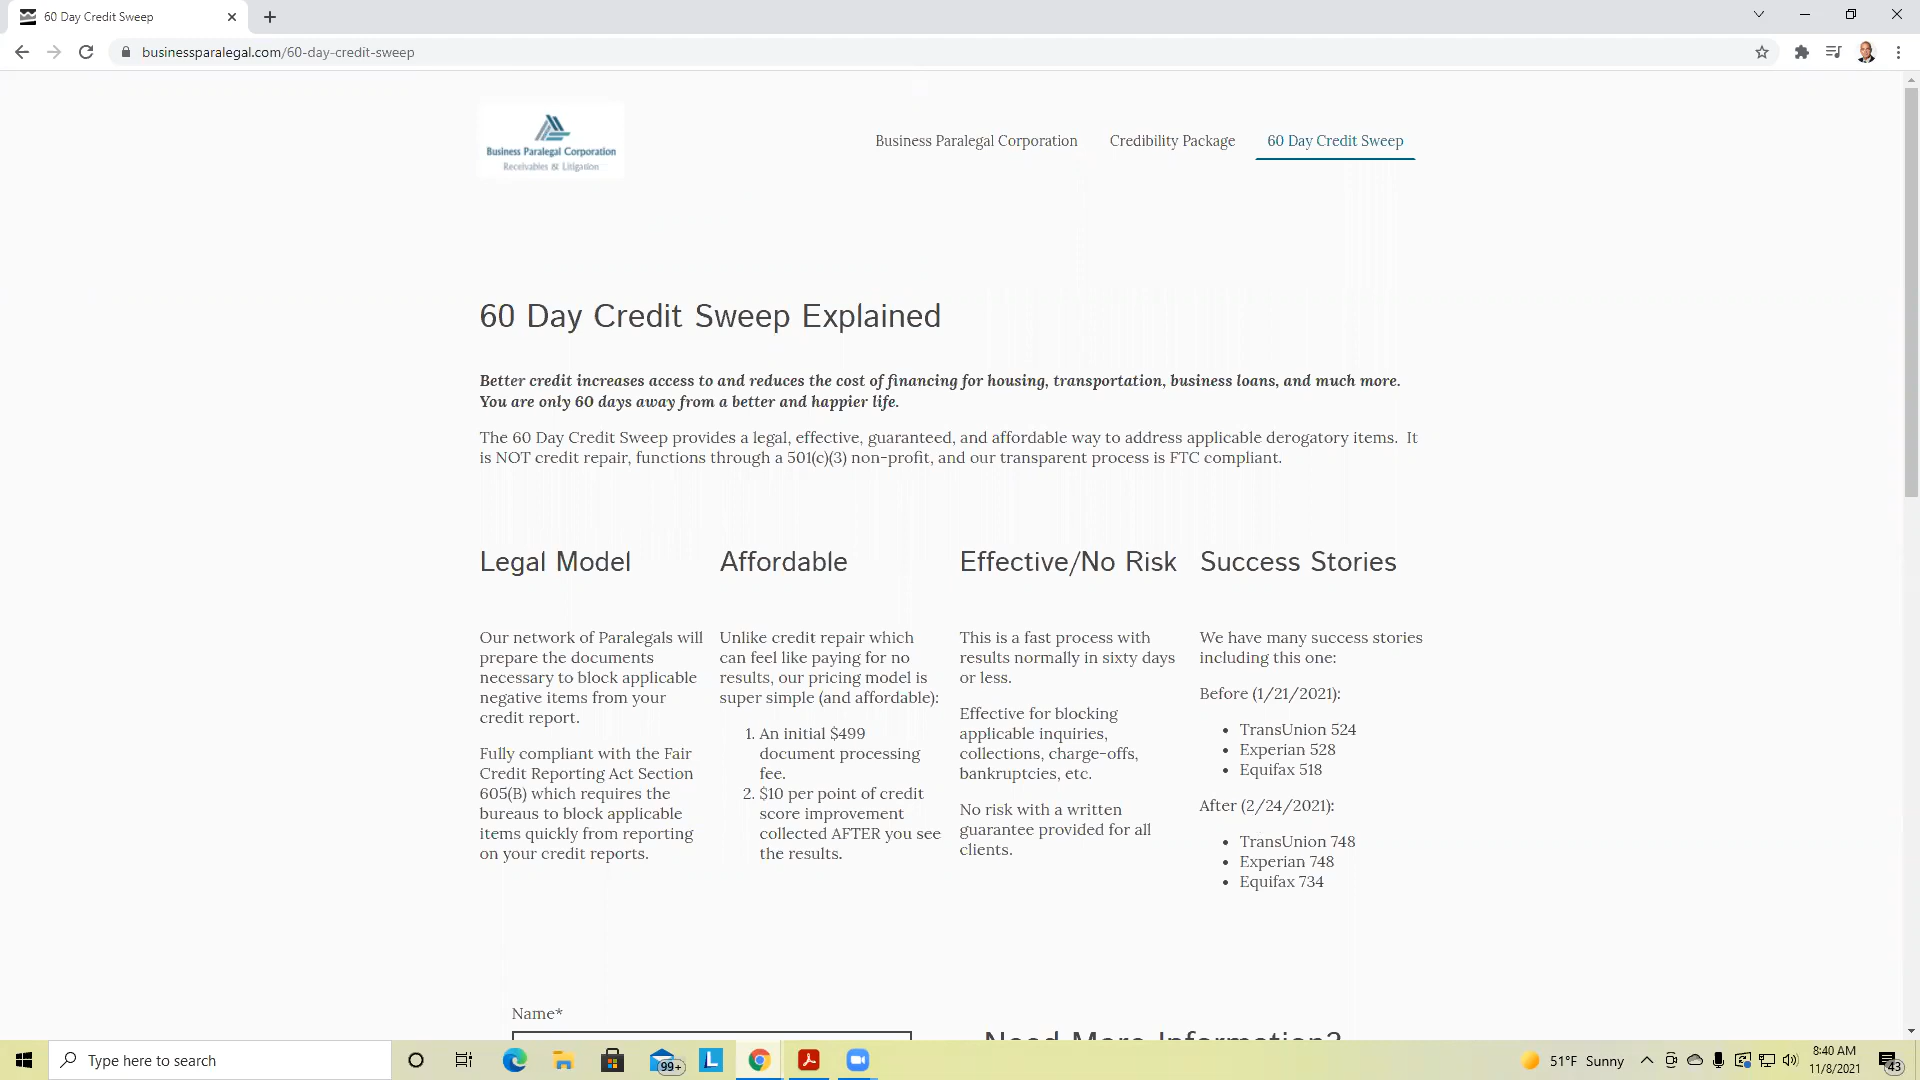 60 Day Credit Sweep
businessparalegal.com/60-day-credit-sweep
Business Paralegal Corporation
Receivables & Litigation
Business Paralegal Corporation
Credibility Package
60 Day Credit Sweep
60 Day Credit Sweep Explained
Better credit increases access to and reduces the cost of financing for housing, transportation, business loans, and much more.
You are only 60 days away from a better and happier life.
The 60 Day Credit Sweep provides a legal, effective, guaranteed, and affordable way to address applicable derogatory items.  It
is NOT credit repair, functions through a 501(c)(3) non-profit, and our transparent process is FTC compliant.
Legal Model
Our network of Paralegals will
prepare the documents
necessary to block applicable
negative items from your
credit report.
Fully compliant with the Fair
Credit Reporting Act Section
605(B) which requires the
bureaus to block applicable
items quickly from reporting
on your credit reports.
Affordable
Unlike credit repair which
can feel like paying for no
results, our pricing model is
super simple (and affordable):
1. An initial $499
document processing
fee.
2. $10 per point of credit
score improvement
collected AFTER you see
the results.
Effective/No Risk
This is a fast process with
results normally in sixty days
or less.
Effective for blocking
applicable inquiries,
collections, charge-offs,
bankruptcies, etc.
No risk with a written
guarantee provided for all
clients.
Success Stories
We have many success stories
including this one:
Before (1/21/2021):
• TransUnion 524
• Experian 528
• Equifax 518
After (2/24/2021):
• TransUnion 748
• Experian 748
• Equifax 734
Name*
Need More Information?
Type here to search
99+
L
51°F Sunny
8:40 AM
11/8/2021
43